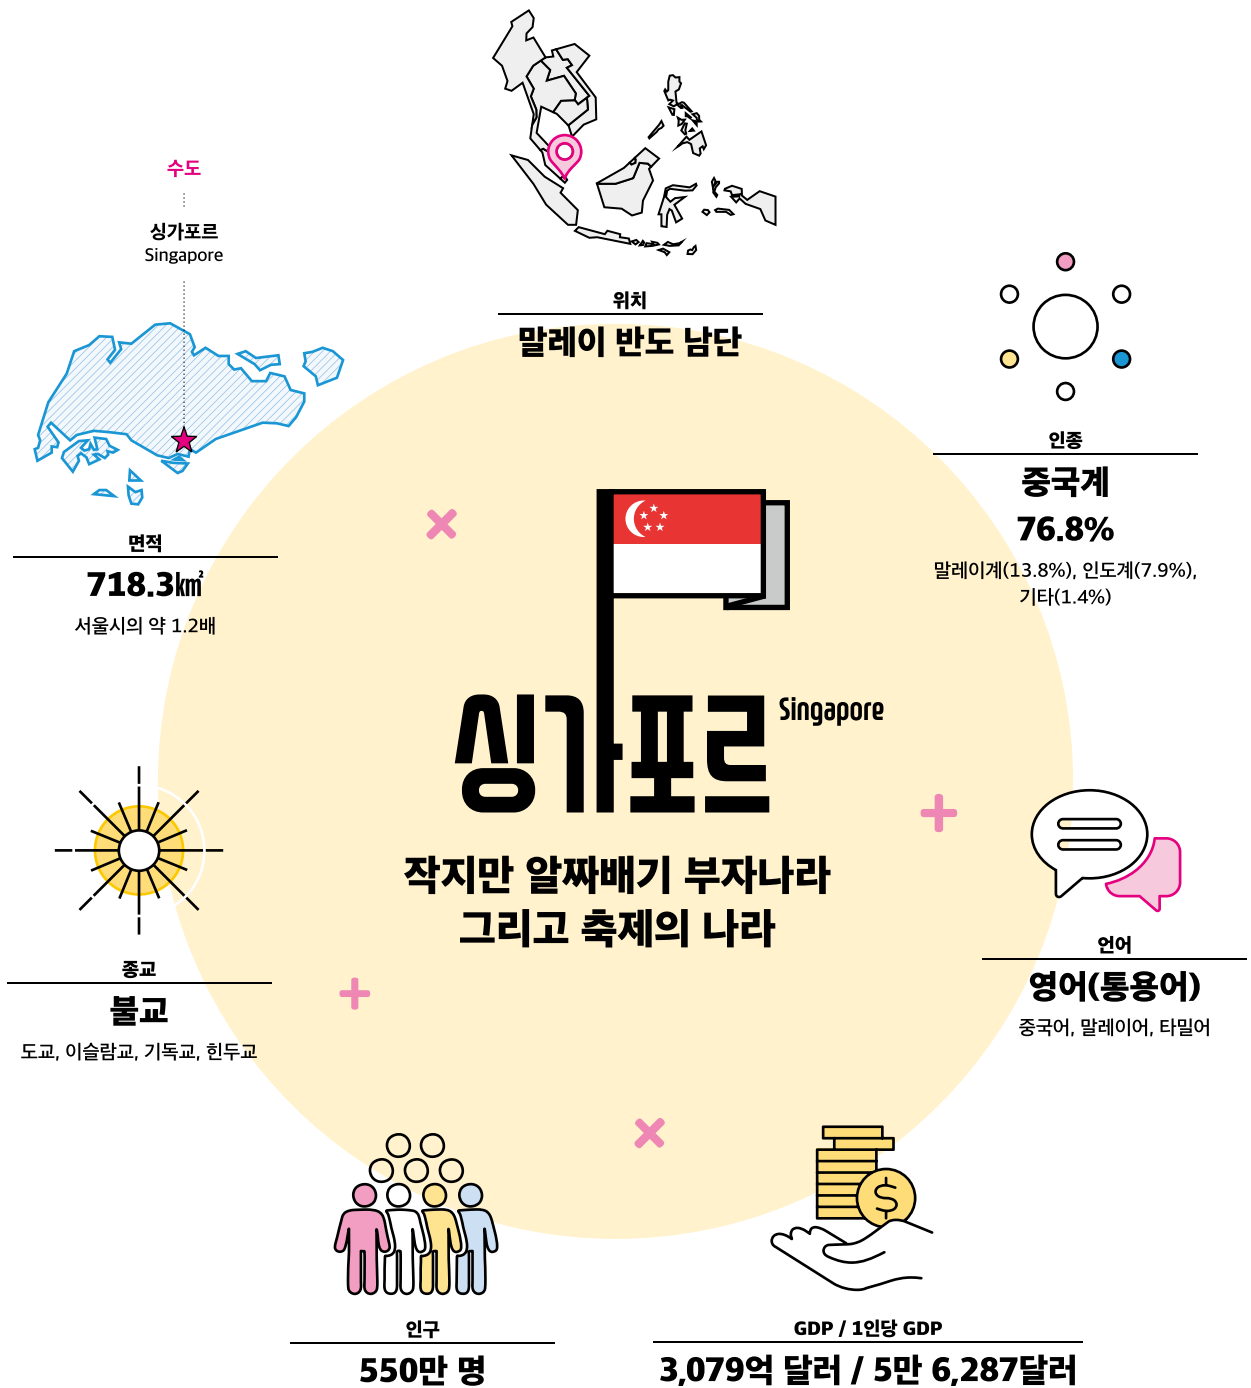 위치
말레이 반도 남단
수도
싱가포르
Singapore
면적
718.3㎢
서울시의 약 1.2배
인종
중국계
76.8%
말레이계(13.8%), 인도계(7.9%),
기타(1.4%)
싱가포르 Singapore
작지만 알짜배기 부자나라
그리고 축제의 나라
종교
불교
도교, 이슬람교, 기독교, 힌두교
언어
영어(통용어)
중국어, 말레이어, 타밀어
인구
550만 명
GDP / 1인당 GDP
3,079억 달러 / 5만 6,287달러